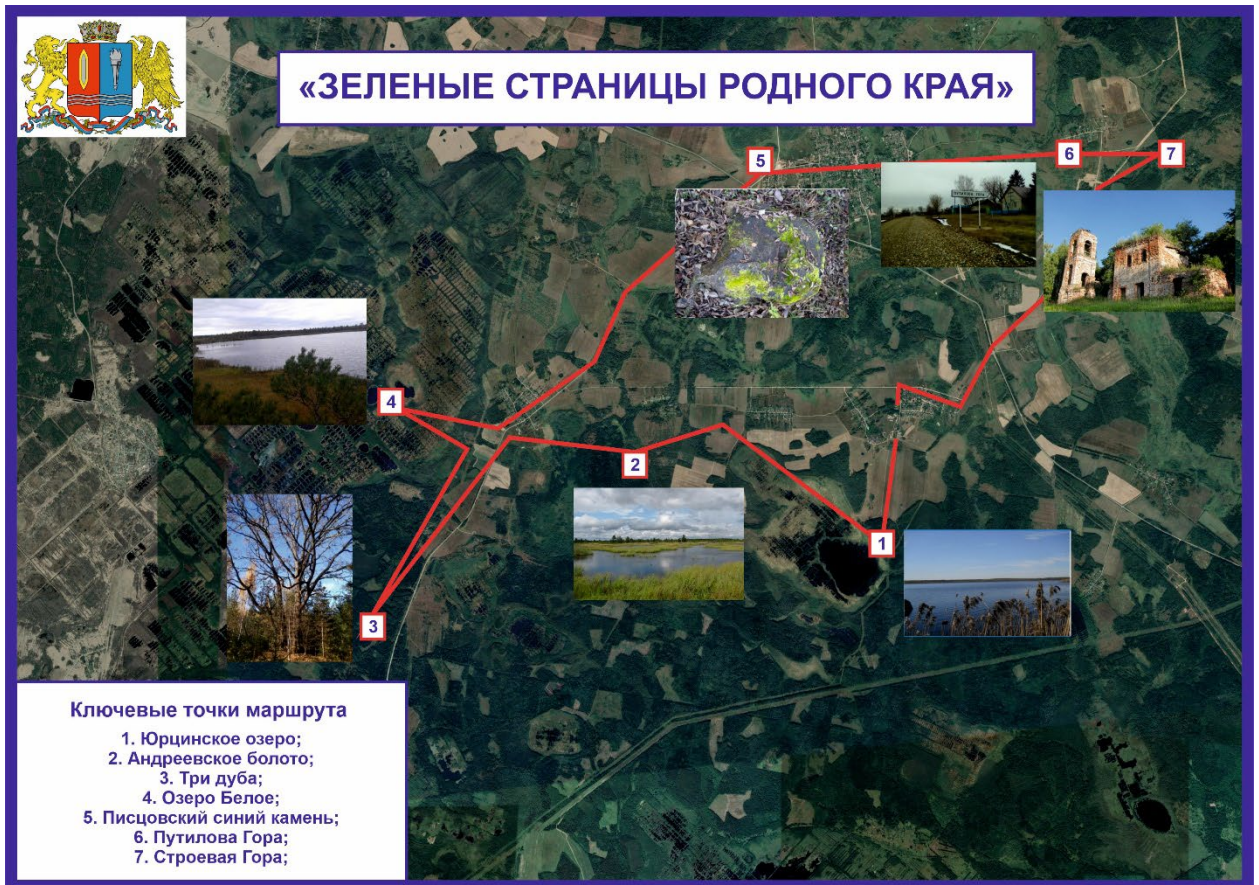 «ЗЕЛЕНЫЕ СТРАНИЦЫ РОДНОГО КРАЯ»
5
6
7
4
2
1
3
Ключевые точки маршрута
1. Юрцинское озеро;
2. Андреевское болото;
3. Три дуба;
4. Озеро Белое;
5. Писцовский синий камень;
6. Путилова Гора;
7. Строевая Гора;